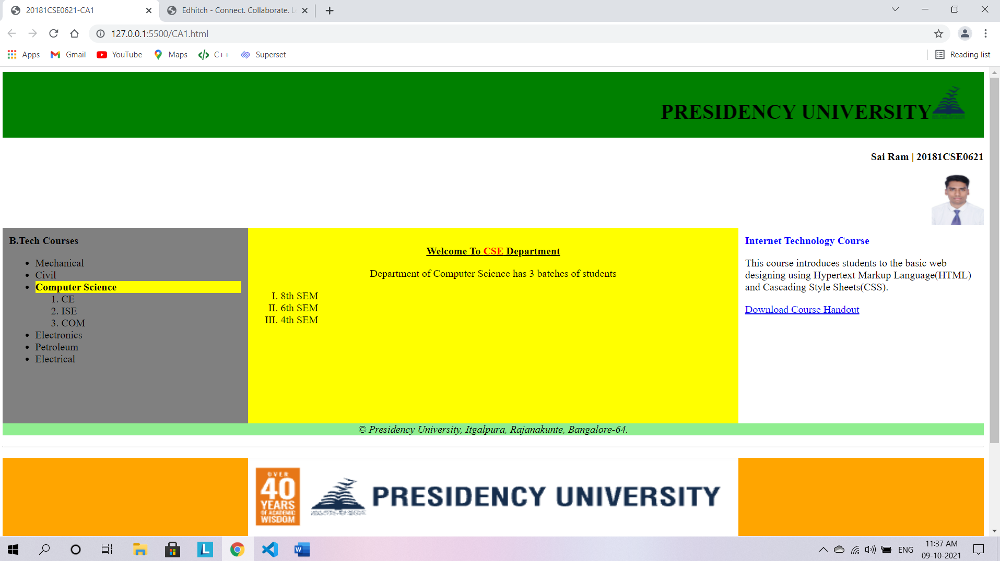 20181CSE0621-CA1
Edhitch - Connect. Collaborate. L
127.0.0.1:5500/CA1.html
Apps
Gmail
YouTube
Maps
C++
Superset
Reading list
PRESIDENCY UNIVERSITY
Sai Ram | 20181CSE0621
B.Tech Courses
• Mechanical
• Civil
• Computer Science
1. CE
2. ISE
3. COM
• Electronics
• Petroleum
• Electrical
Welcome To CSE Department
Department of Computer Science has 3 batches of students
I. 8th SEM
II. 6th SEM
III. 4th SEM
Internet Technology Course
This course introduces students to the basic web
designing using Hypertext Markup Language(HTML)
and Cascading Style Sheets(CSS).
Download Course Handout
© Presidency University, Itgalpura, Rajanakunte, Bangalore-64.
OVER
40
YEARS
OF ACADEMIC
WISDOM
PRESIDENCY UNIVERSITY
L
W
ENG
11:37 AM
09-10-2021